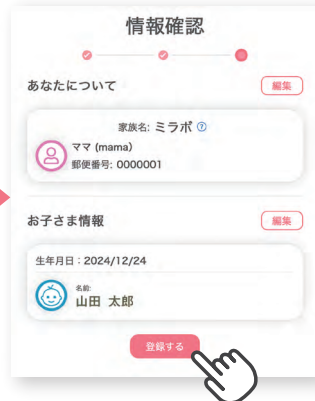 情報確認
あなたについて 編集
家族名: ミラボ ?
ママ (mama)
郵便番号: 0000001
お子さま情報 編集
生年月日：2024/12/24
名前:
山田 太郎
登録する